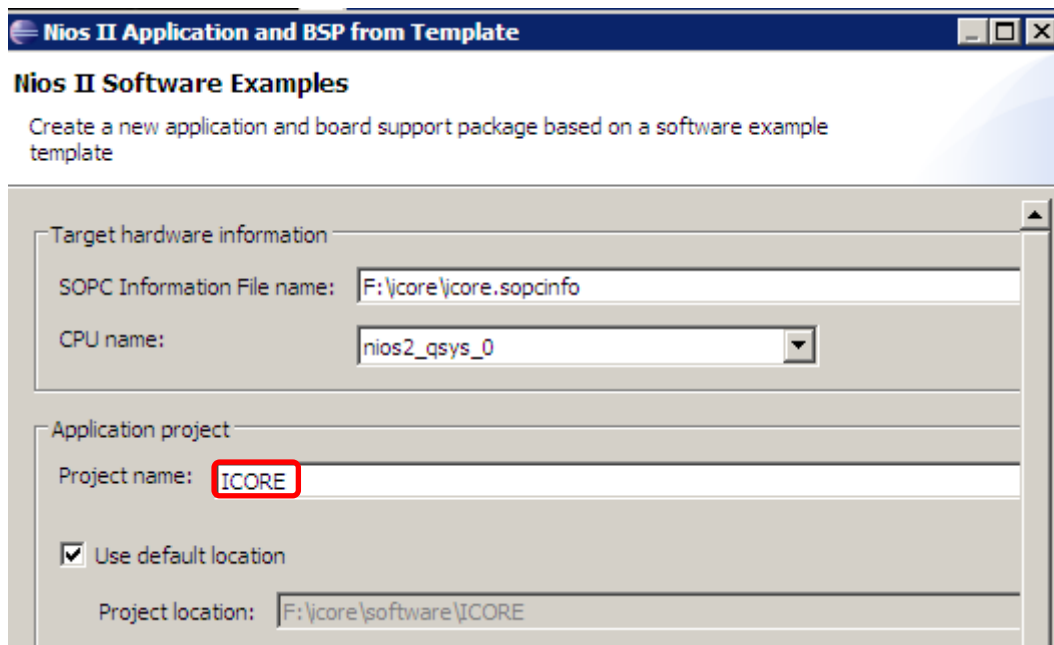 Nios II Application and BSP from Template
Nios II Software Examples
Create a new application and board support package based on a software example
template
Target hardware information
SOPC Information File name: F:\icore\icore.sopcinfo
CPU name: nios2_qsys_0
Application project
Project name: ICORE
Use default location
Project location: F:\icore\software\ICORE